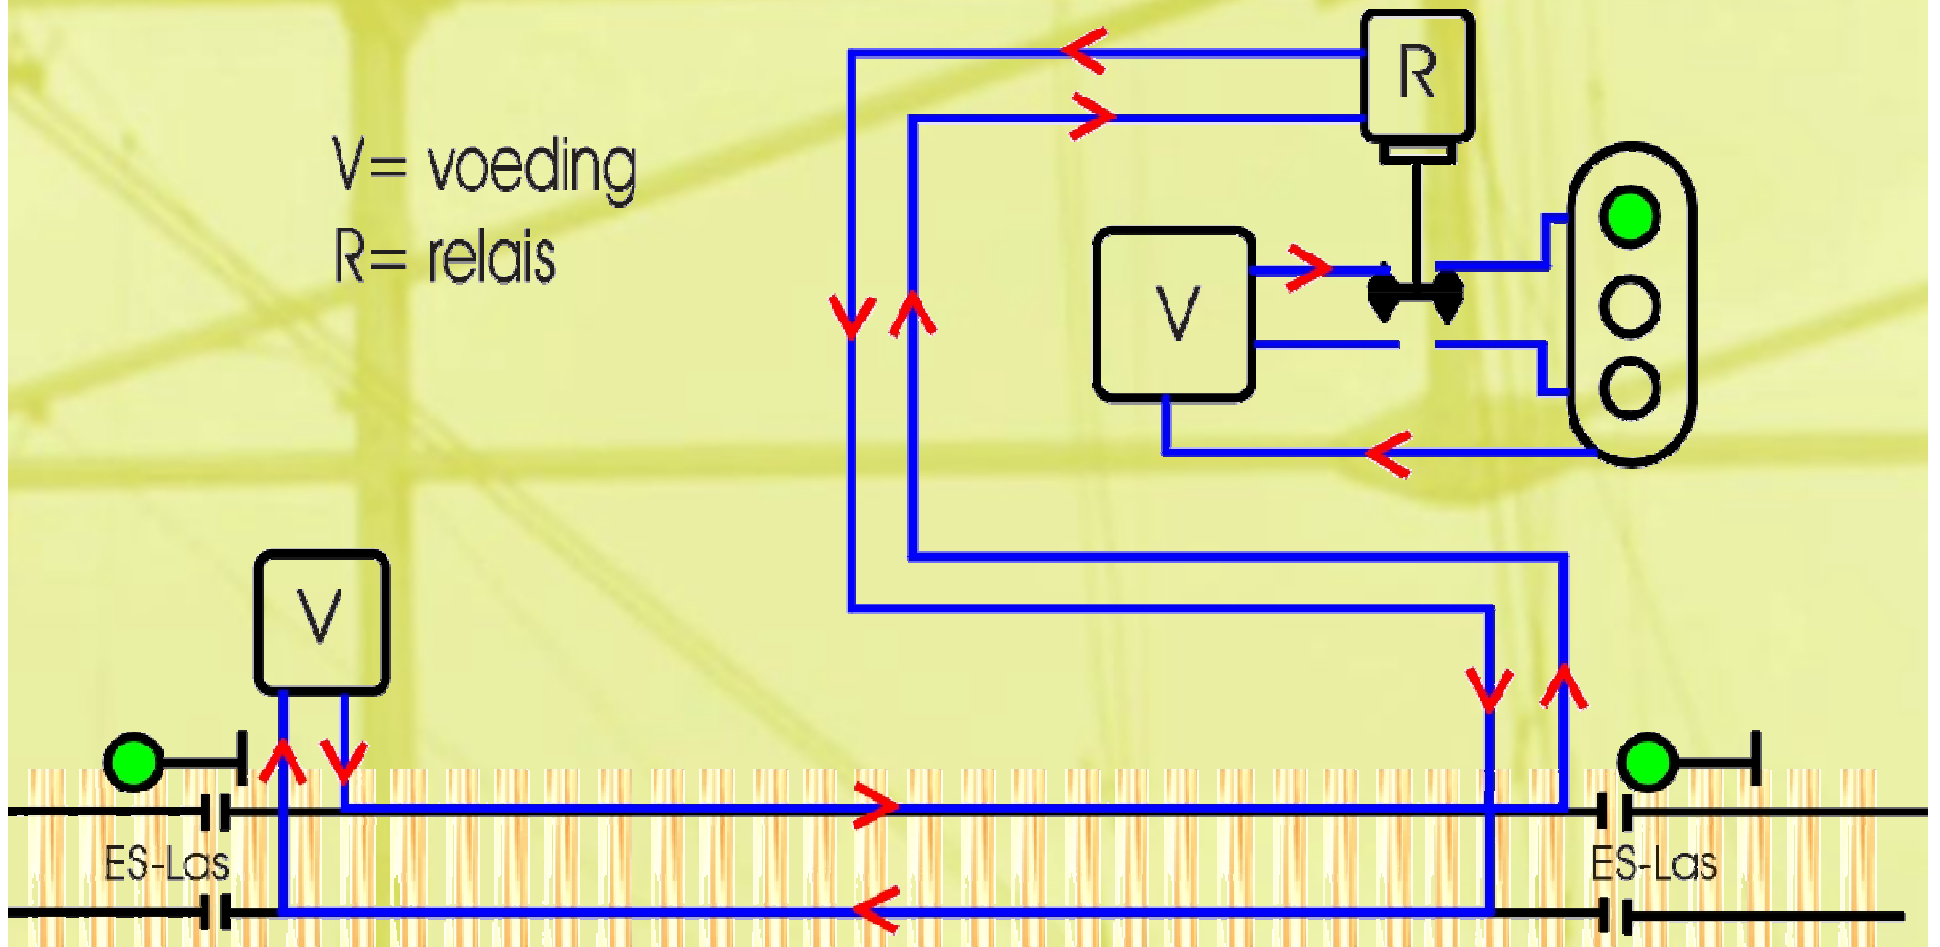 R
V= voeding
R= relais
V
V
ES-Las
ES-Las